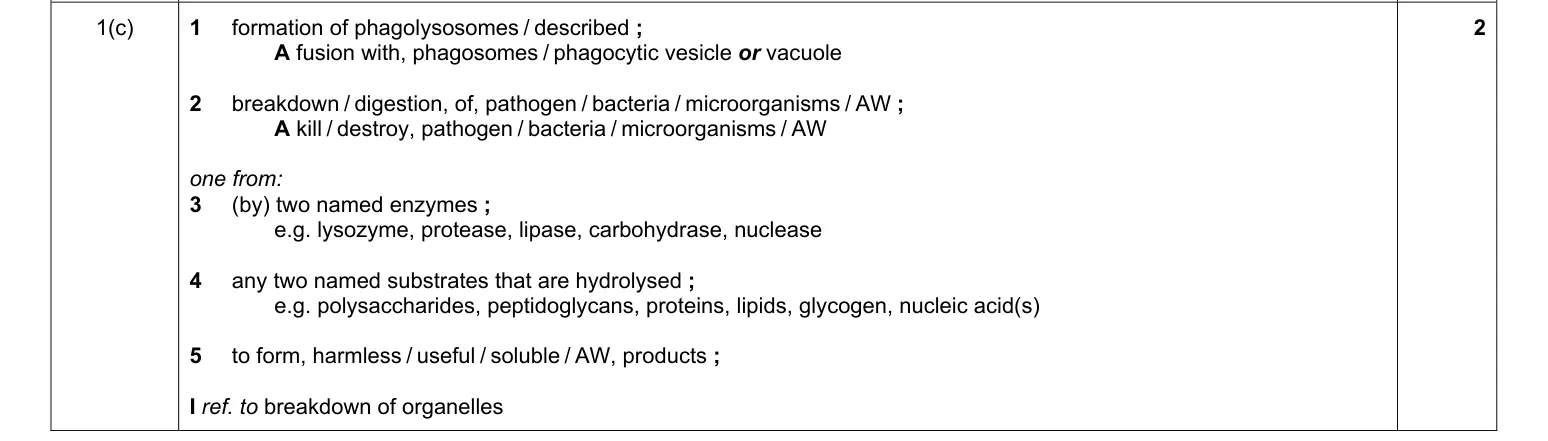 1(c) 1 formation of phagolysosomes / described ; 2
A fusion with, phagosomes / phagocytic vesicle or vacuole
2 breakdown / digestion, of, pathogen / bacteria / microorganisms / AW ;
A kill / destroy, pathogen / bacteria / microorganisms / AW
one from:
3 (by) two named enzymes ;
e.g. lysozyme, protease, lipase, carbohydrase, nuclease
4 any two named substrates that are hydrolysed ;
e.g. polysaccharides, peptidoglycans, proteins, lipids, glycogen, nucleic acid(s)
5 to form, harmless / useful / soluble / AW, products ;
I ref. to breakdown of organelles